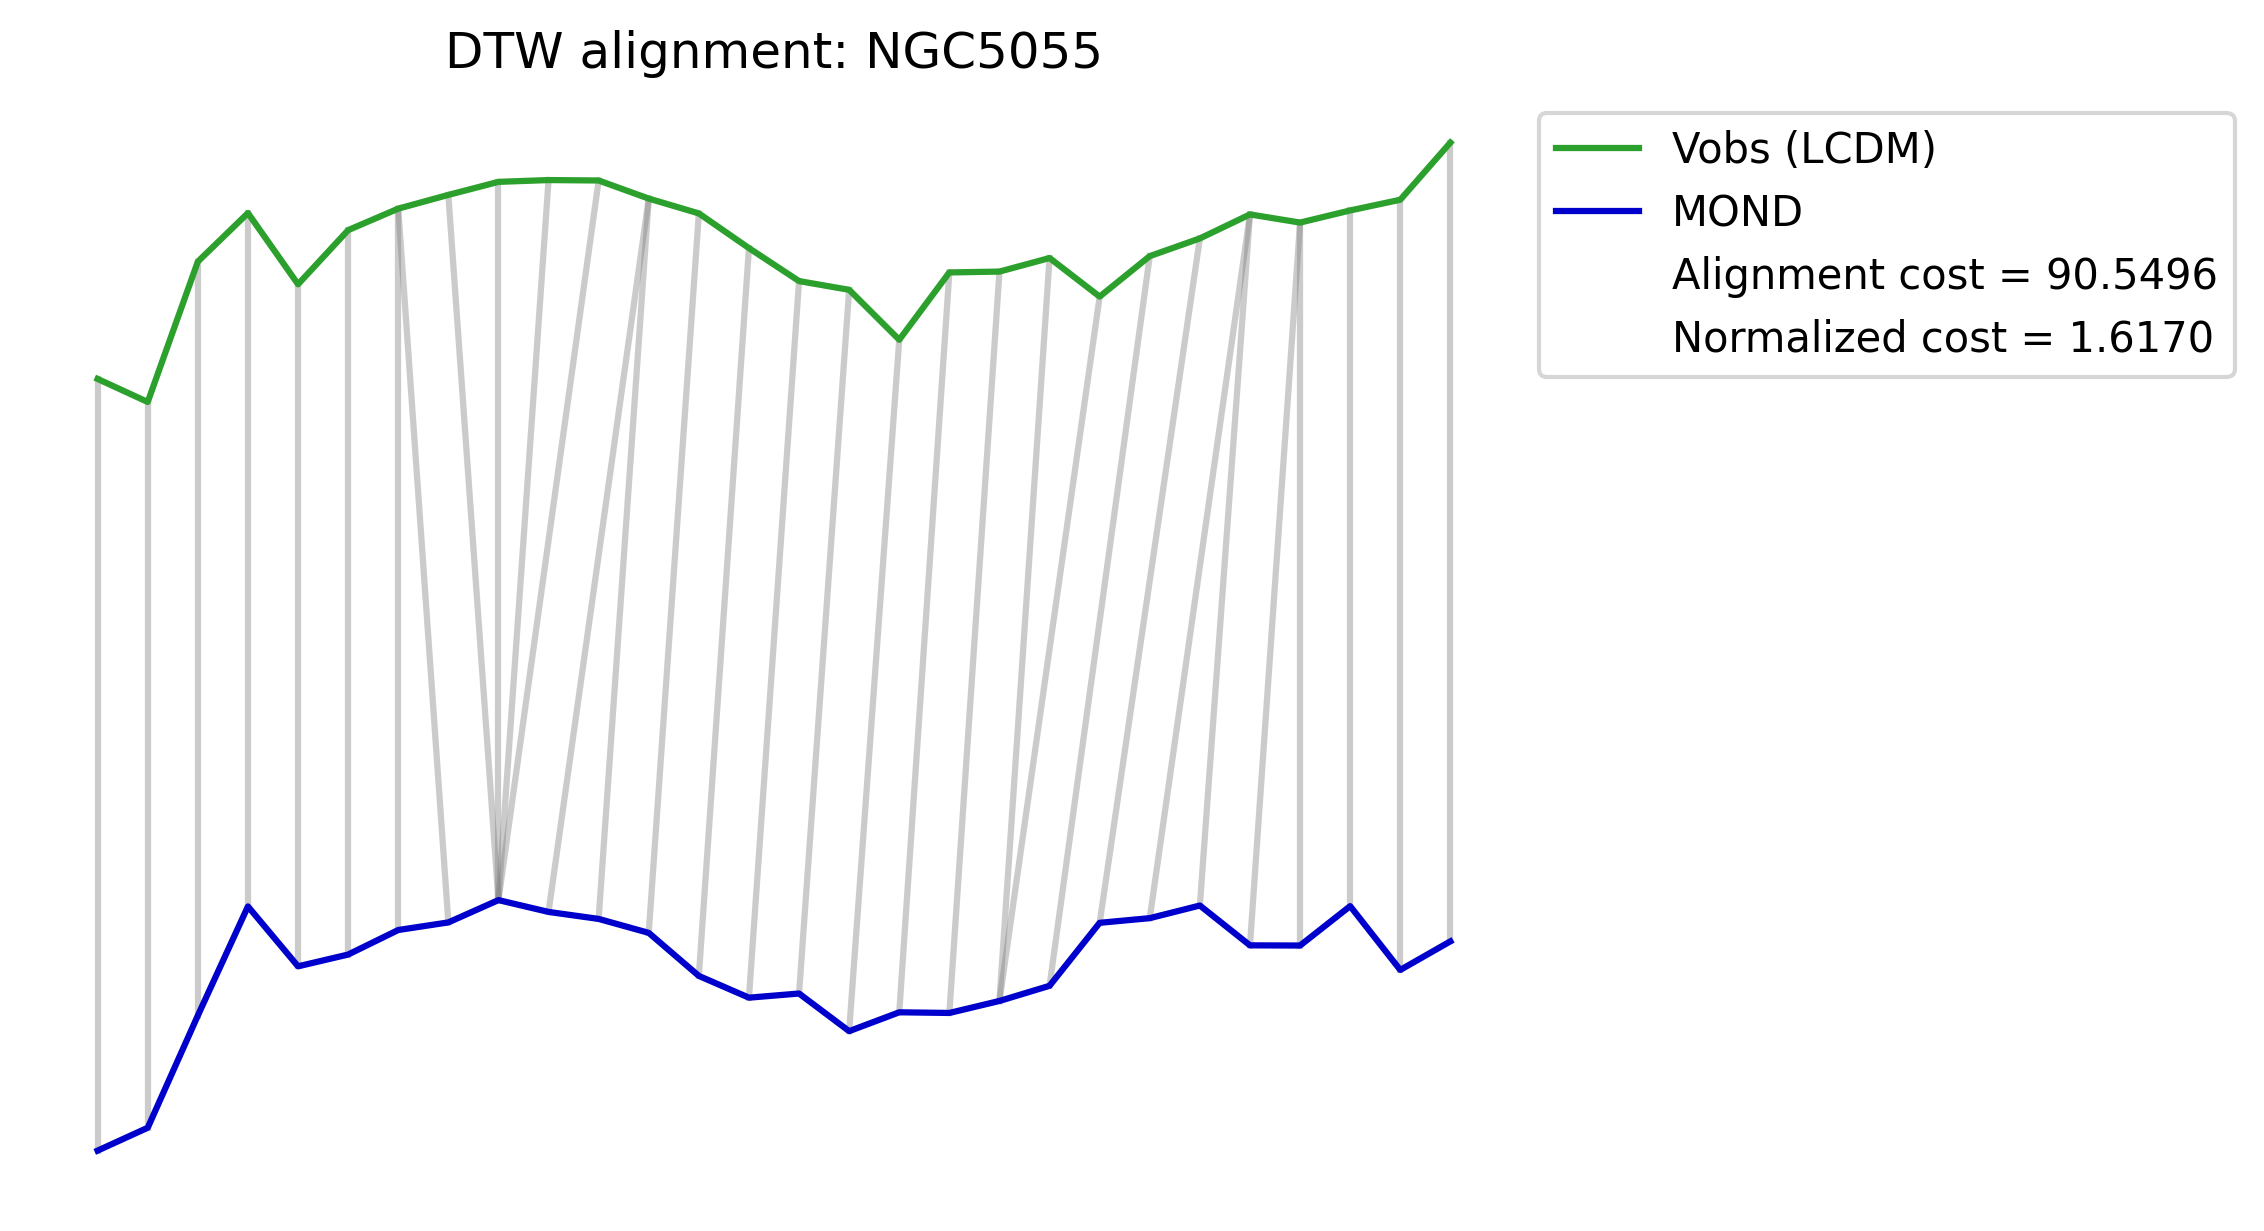 DTW alignment: NGC5055
Vobs (LCDM)
MOND
Alignment cost = 90.5496
Normalized cost = 1.6170